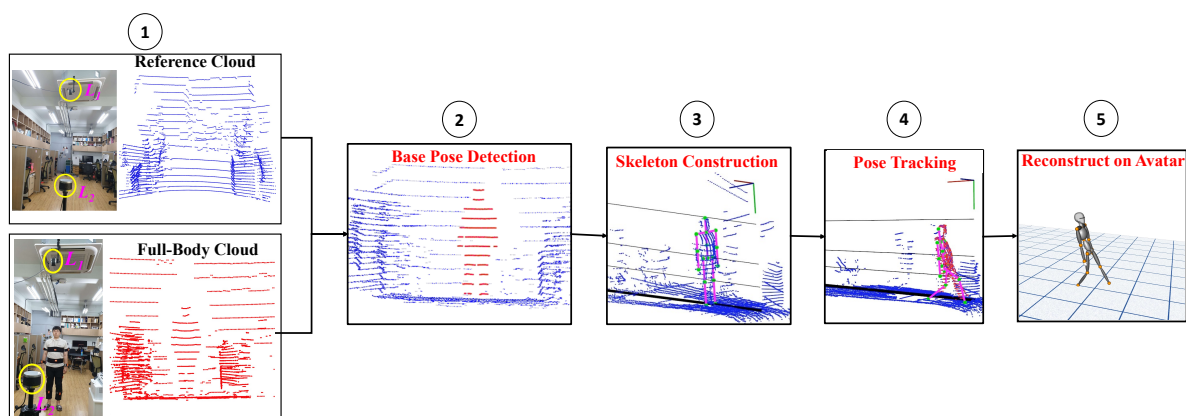 1
Reference Cloud
L1
L2
Full-Body Cloud
L1
L2
2
Base Pose Detection
3
Skeleton Construction
4
Pose Tracking
5
Reconstruct on Avatar